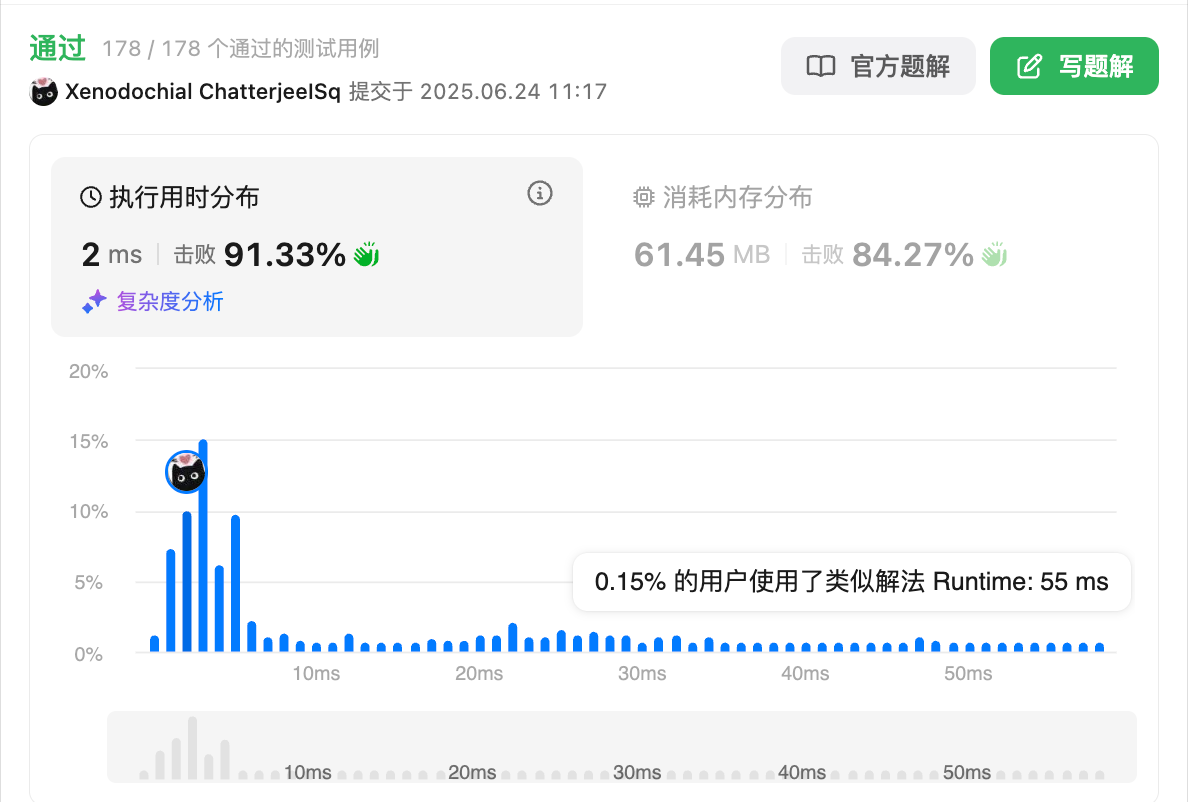 通过 178 / 178 个通过的测试用例
官方题解
写题解
Xenodochial ChatterjeeISq 提交于 2025.06.24 11:17
执行用时分布
2 ms 击败 91.33%
复杂度分析
消耗内存分布
61.45 MB 击败 84.27%
20%
15%
10%
5%
0%
0.15% 的用户使用了类似解法 Runtime: 55 ms
10ms 20ms 30ms 40ms 50ms
10ms 20ms 30ms 40ms 50ms